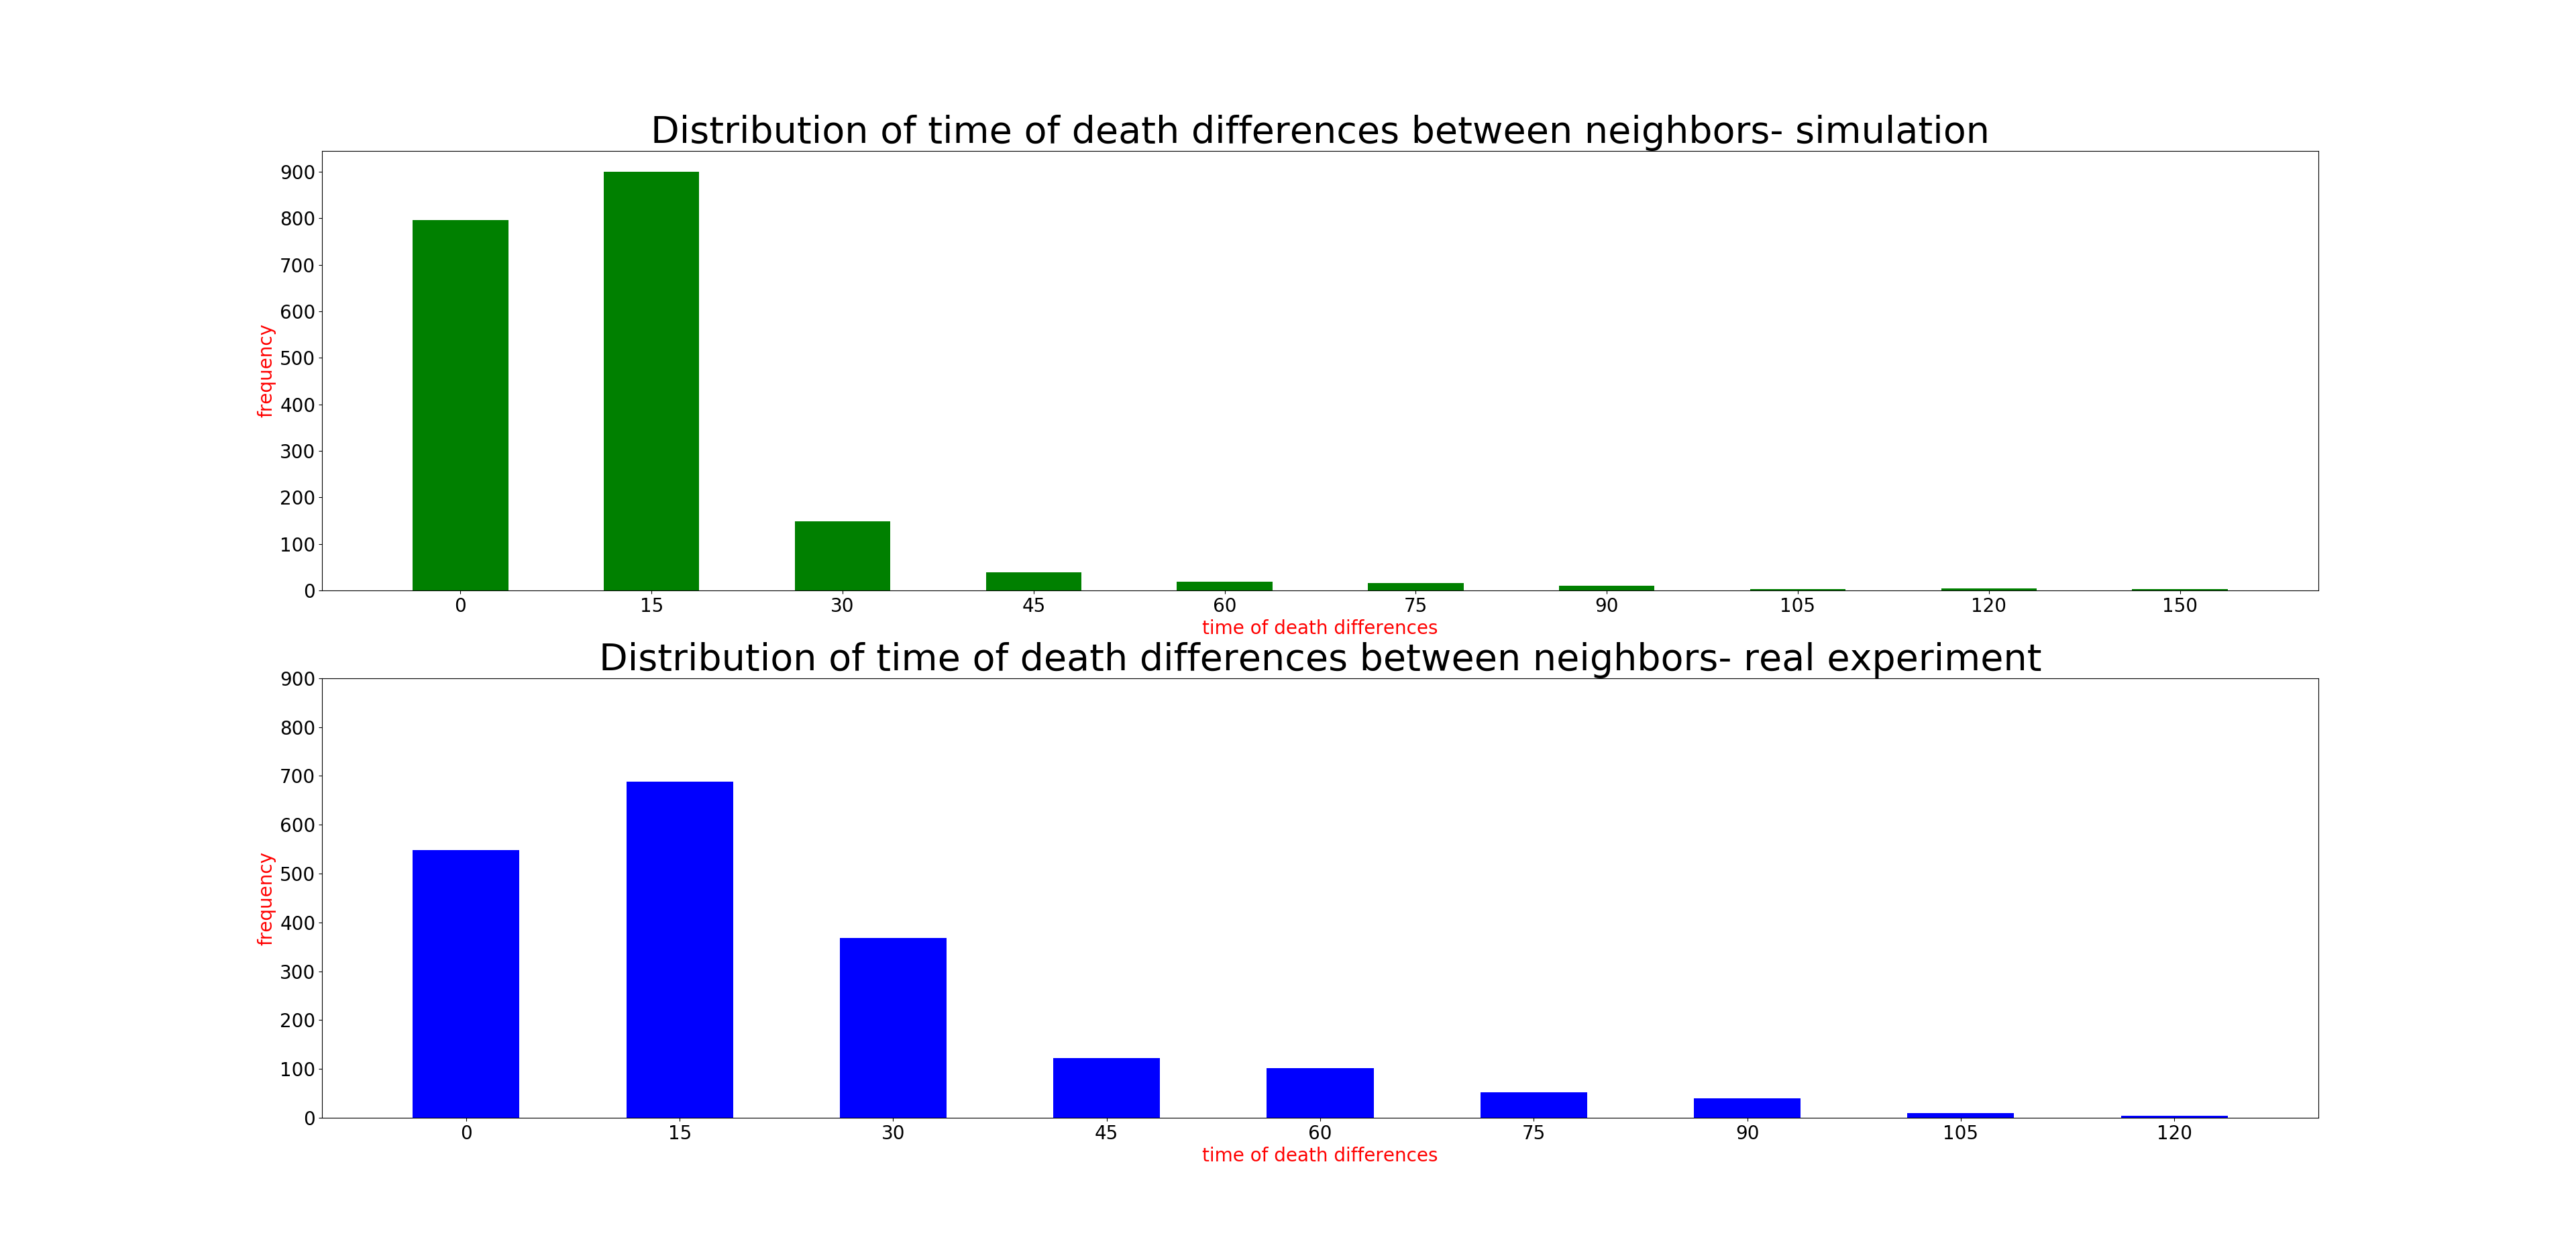 Distribution of time of death differences between neighbors- simulation
900
800
700
600
500
400
300
200
100
0
frequency
0 15 30 45 60 75 90 105 120 150
time of death differences
Distribution of time of death differences between neighbors- real experiment
900
800
700
600
500
400
300
200
100
0
frequency
0 15 30 45 60 75 90 105 120
time of death differences